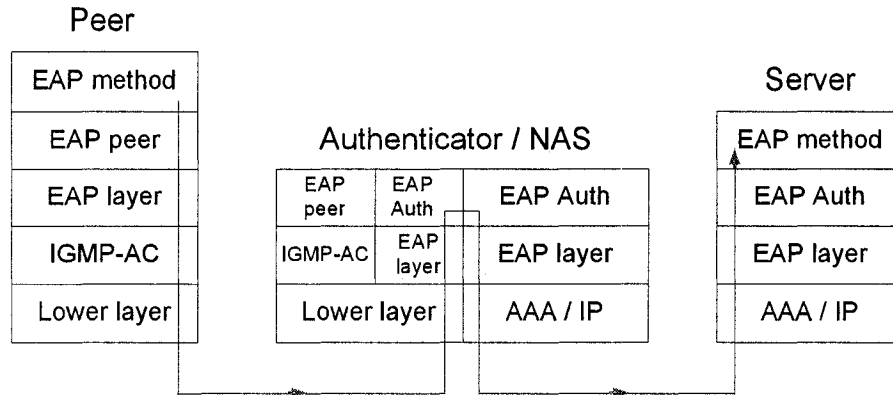 Peer
EAP method
EAP peer
EAP layer
IGMP-AC
Lower layer
Authenticator / NAS
EAP
peer
EAP
Auth
EAP Auth
IGMP-AC
EAP
layer
EAP layer
Lower layer
AAA / IP
Server
EAP method
EAP Auth
EAP layer
AAA / IP